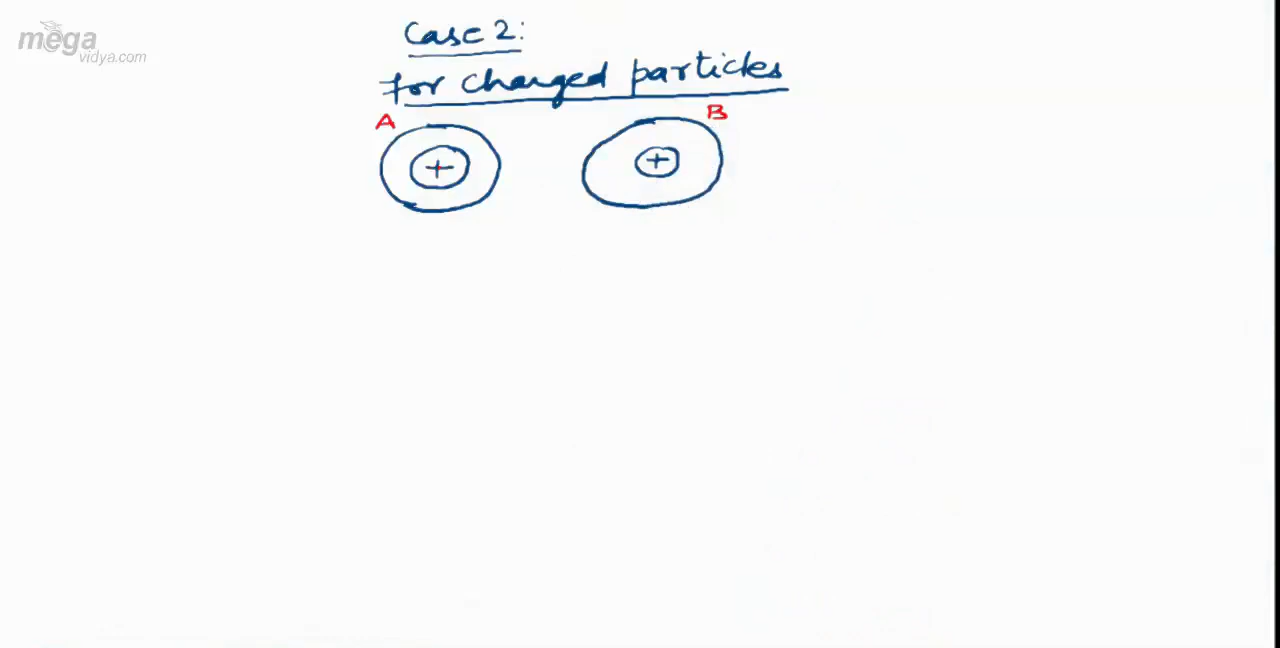 mega
vidya.com
Case 2:
for charged particles
A B
+ +